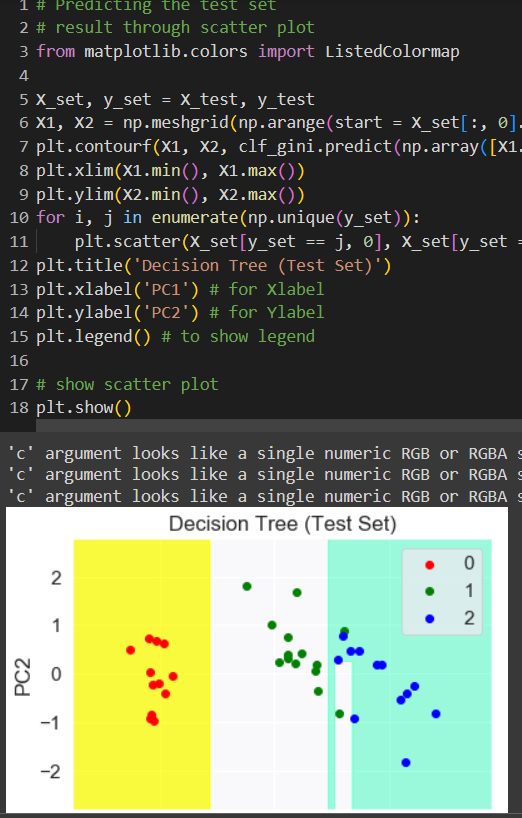 1 # Predicting the test set
2 # result through scatter plot
3 from matplotlib.colors import ListedColormap
4
5 X_set, y_set = X_test, y_test
6 X1, X2 = np.meshgrid(np.arange(start = X_set[:, 0].
7 plt.contourf(X1, X2, clf_gini.predict(np.array([X1.
8 plt.xlim(X1.min(), X1.max())
9 plt.ylim(X2.min(), X2.max())
10 for i, j in enumerate(np.unique(y_set)):
11 plt.scatter(X_set[y_set == j, 0], X_set[y_set =
12 plt.title('Decision Tree (Test Set)')
13 plt.xlabel('PC1') # for Xlabel
14 plt.ylabel('PC2') # for Ylabel
15 plt.legend() # to show legend
16
17 # show scatter plot
18 plt.show()
'c' argument looks like a single numeric RGB or RGBA s
'c' argument looks like a single numeric RGB or RGBA s
'c' argument looks like a single numeric RGB or RGBA s
Decision Tree (Test Set)
0
1
2
PC2
2
1
0
−1
−2